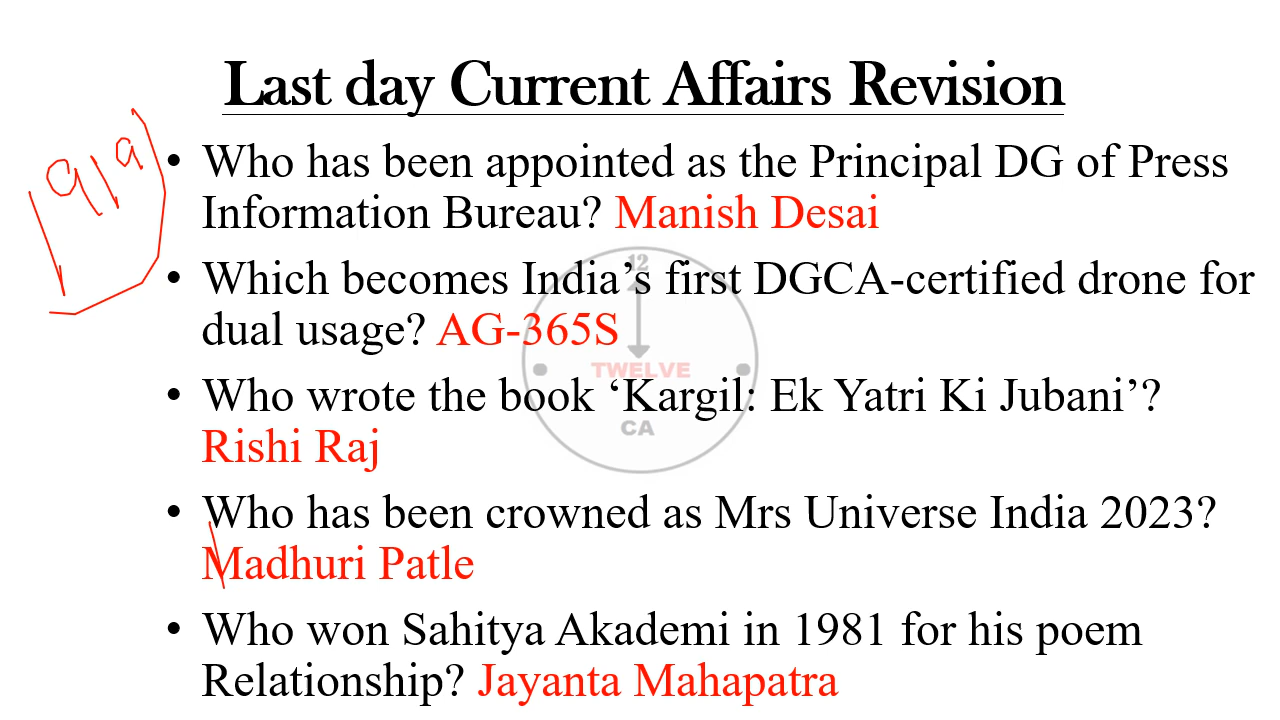 Last day Current Affairs Revision
1919
• Who has been appointed as the Principal DG of Press
Information Bureau? Manish Desai
• Which becomes India’s first DGCA-certified drone for
dual usage? AG-365S
• Who wrote the book ‘Kargil: Ek Yatri Ki Jubani’?
Rishi Raj
• Who has been crowned as Mrs Universe India 2023?
Madhuri Patle
• Who won Sahitya Akademi in 1981 for his poem
Relationship? Jayanta Mahapatra
12
TWELVE
CA